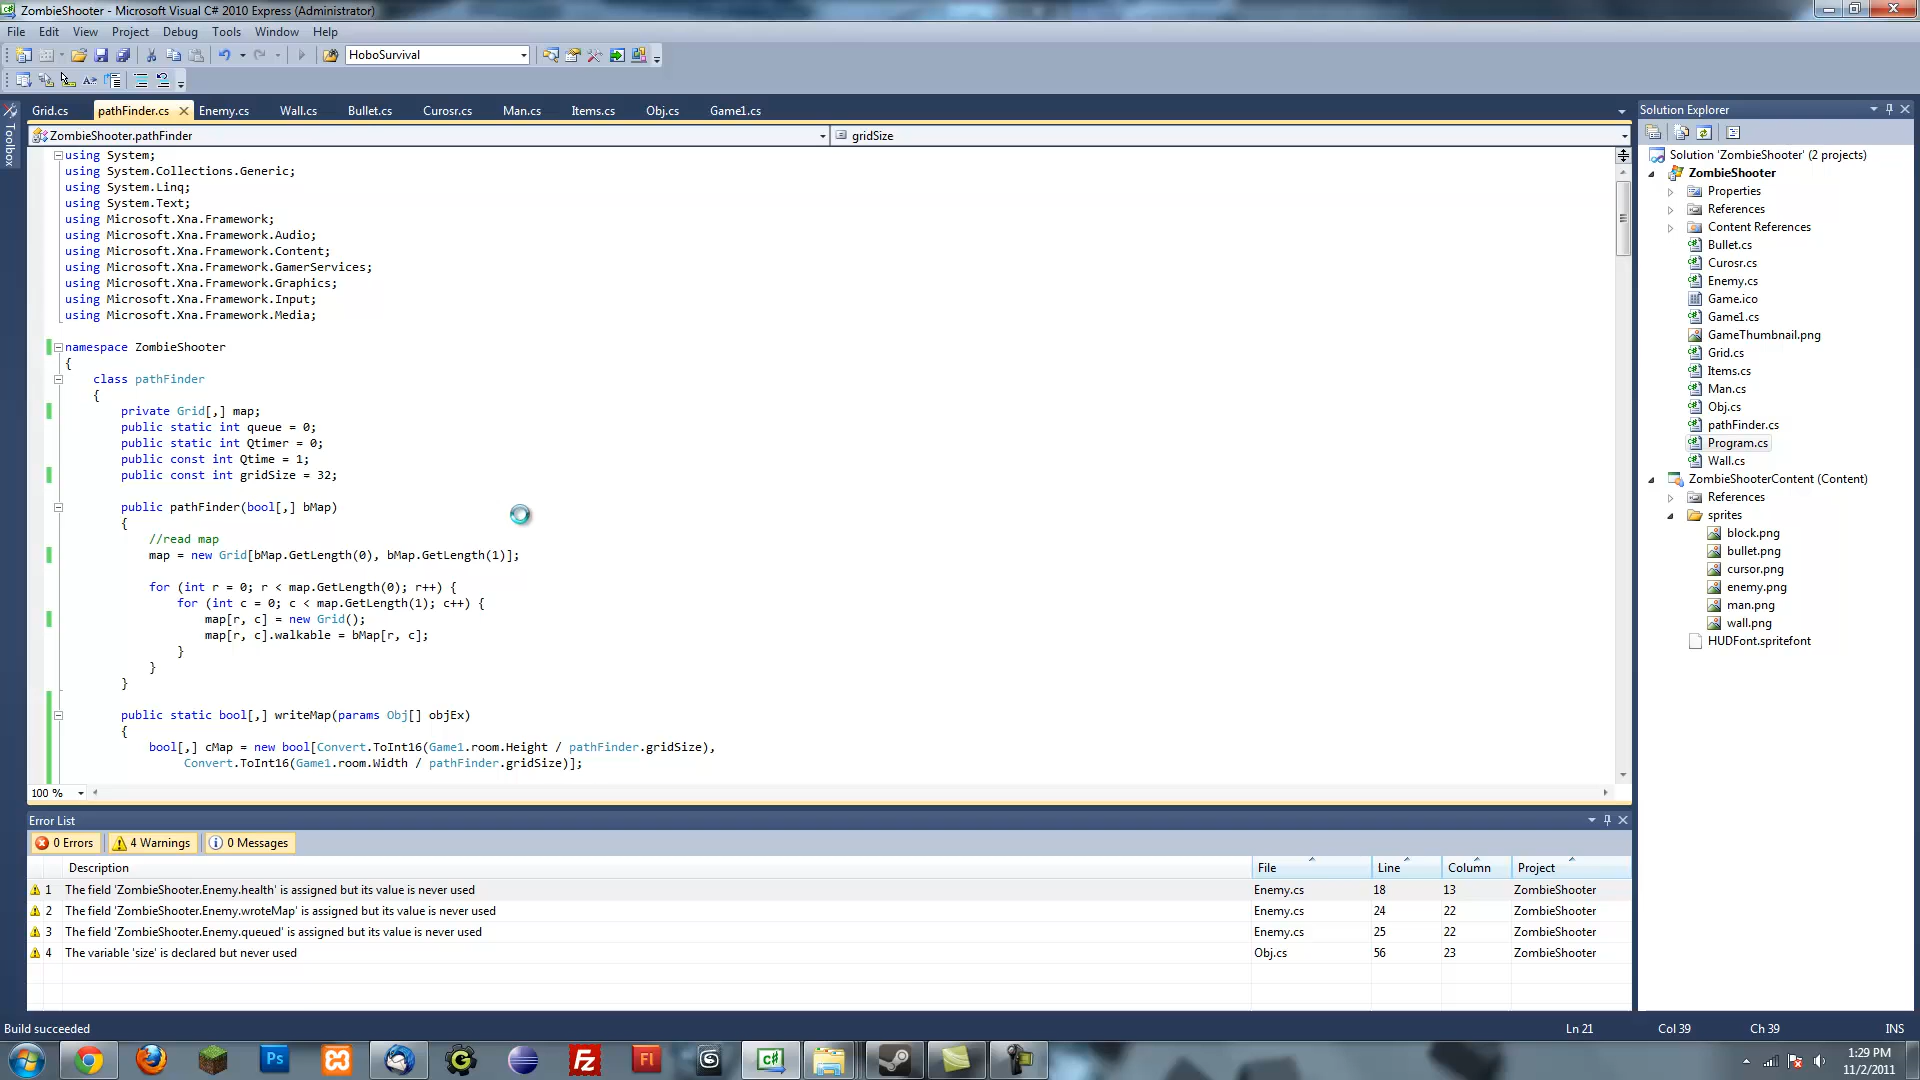 ZombieShooter - Microsoft Visual C# 2010 Express (Administrator)
File Edit View Project Debug Tools Window Help
HoboSurvival
Grid.cs pathFinder.cs Enemy.cs Wall.cs Bullet.cs Curosr.cs Man.cs Items.cs Obj.cs Game1.cs
Toolbox
ZombieShooter.pathFinder gridSize
using System;
using System.Collections.Generic;
using System.Linq;
using System.Text;
using Microsoft.Xna.Framework;
using Microsoft.Xna.Framework.Audio;
using Microsoft.Xna.Framework.Content;
using Microsoft.Xna.Framework.GamerServices;
using Microsoft.Xna.Framework.Graphics;
using Microsoft.Xna.Framework.Input;
using Microsoft.Xna.Framework.Media;
namespace ZombieShooter
{
class pathFinder
{
private Grid[,] map;
public static int queue = 0;
public static int Qtimer = 0;
public const int Qtime = 1;
public const int gridSize = 32;
public pathFinder(bool[,] bMap)
{
//read map
map = new Grid[bMap.GetLength(0), bMap.GetLength(1)];
for (int r = 0; r < map.GetLength(0); r++) {
for (int c = 0; c < map.GetLength(1); c++) {
map[r, c] = new Grid();
map[r, c].walkable = bMap[r, c];
}
}
}
public static bool[,] writeMap(params Obj[] objEx)
{
bool[,] cMap = new bool[Convert.ToInt16(Game1.room.Height / pathFinder.gridSize),
Convert.ToInt16(Game1.room.Width / pathFinder.gridSize)];
100 %
Solution Explorer
Solution 'ZombieShooter' (2 projects)
ZombieShooter
Properties
References
Content References
Bullet.cs
Curosr.cs
Enemy.cs
Game.ico
Game1.cs
GameThumbnail.png
Grid.cs
Items.cs
Man.cs
Obj.cs
pathFinder.cs
Program.cs
Wall.cs
ZombieShooterContent (Content)
References
sprites
block.png
bullet.png
cursor.png
enemy.png
man.png
wall.png
HUDFont.spritefont
Error List
0 Errors 4 Warnings 0 Messages
Description File Line Column Project
1 The field 'ZombieShooter.Enemy.health' is assigned but its value is never used Enemy.cs 18 13 ZombieShooter
2 The field 'ZombieShooter.Enemy.wroteMap' is assigned but its value is never used Enemy.cs 24 22 ZombieShooter
3 The field 'ZombieShooter.Enemy.queued' is assigned but its value is never used Enemy.cs 25 22 ZombieShooter
4 The variable 'size' is declared but never used Obj.cs 56 23 ZombieShooter
Build succeeded Ln 21 Col 39 Ch 39 INS
Ps Fz Fl C#
1:29 PM
11/2/2011